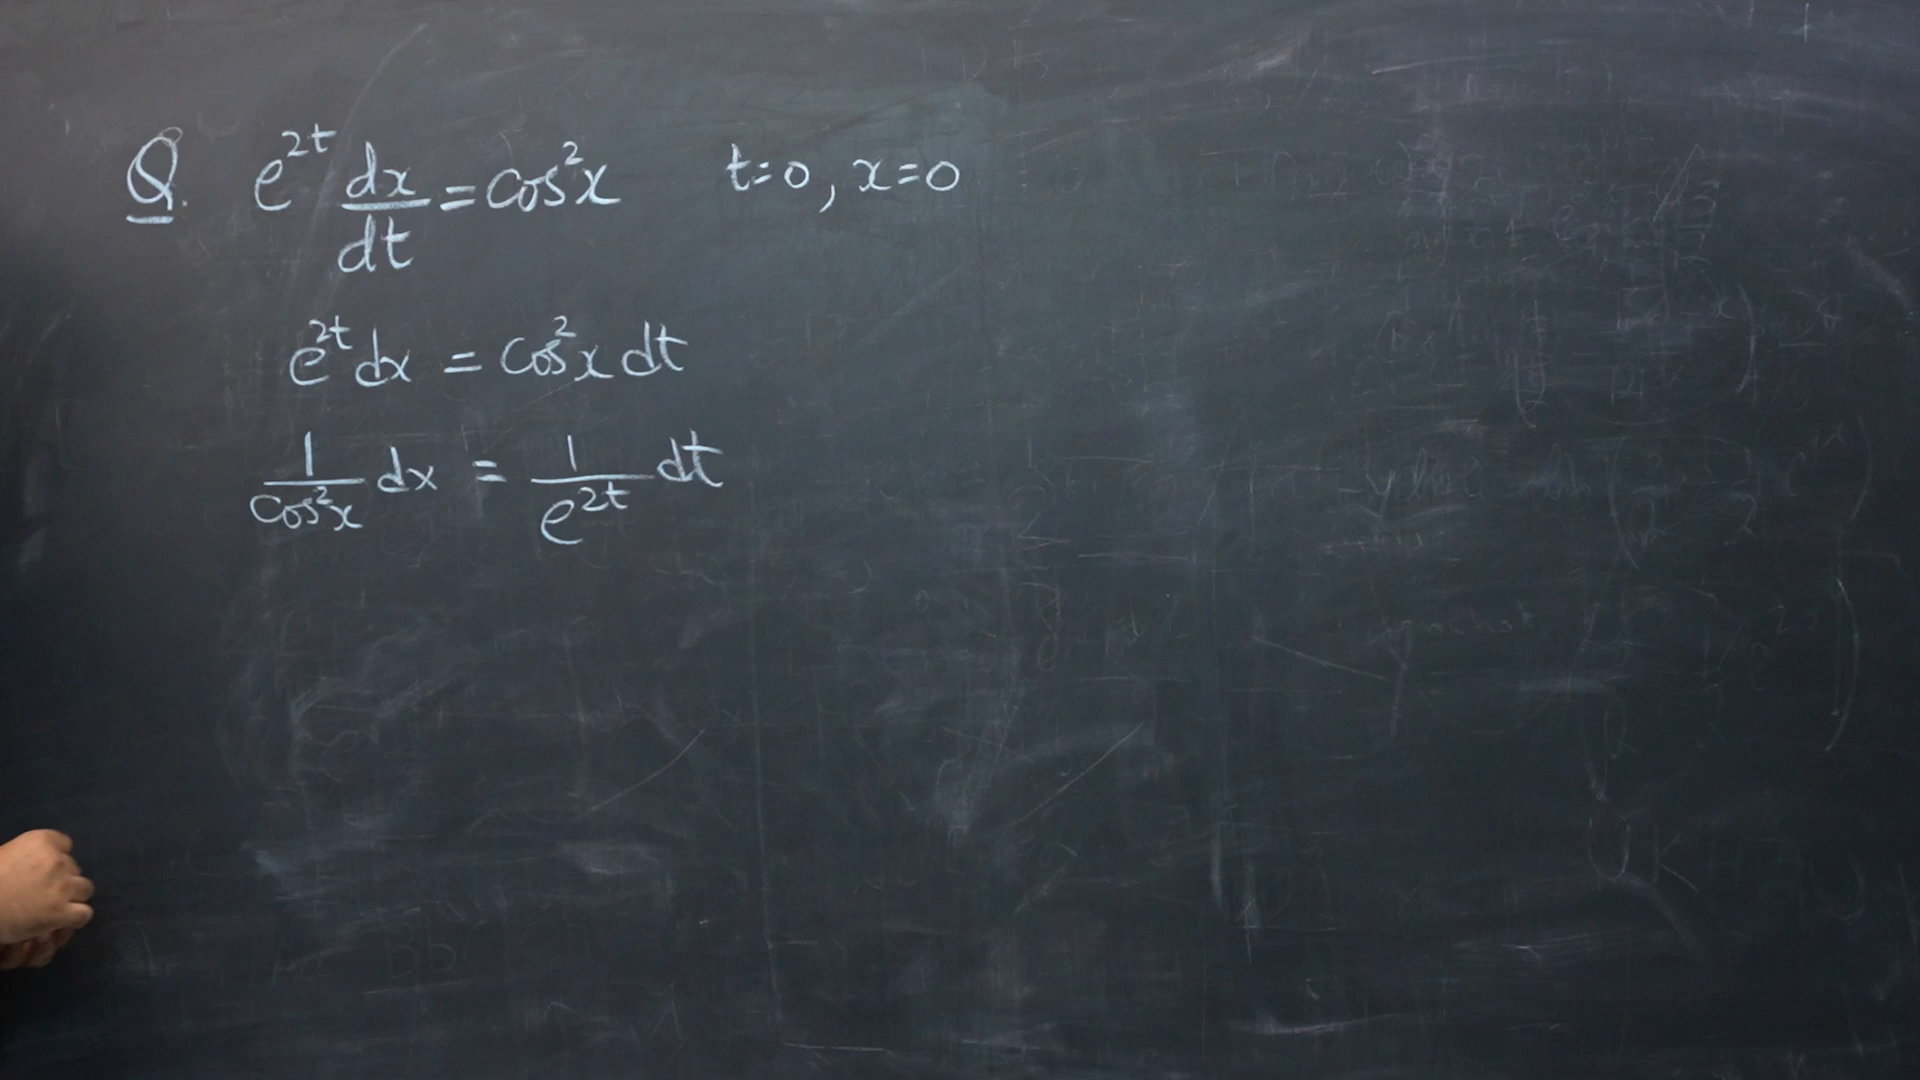 Q. e^{2t} dx/dt = cos²x t=0, x=0
e^{2t} dx = cos²x dt
1/cos²x dx = 1/e^{2t} dt